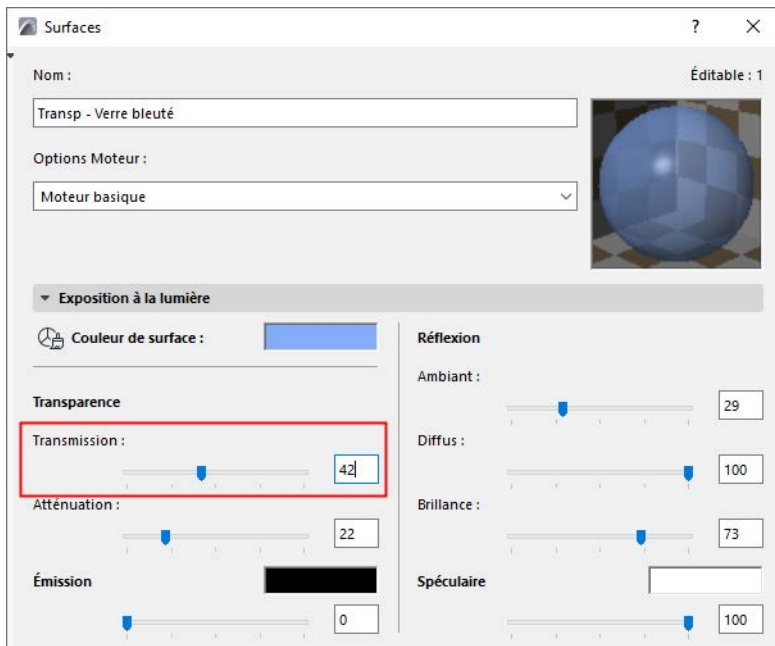 Surfaces ? ×
Nom :
Éditable : 1
Transp - Verre bleuté
Options Moteur :
Moteur basique
Exposition à la lumière
Couleur de surface :
Transparence
Transmission :
42
Atténuation :
22
Émission
0
Réflexion
Ambiant :
29
Diffus :
100
Brillance :
73
Spéculaire
100